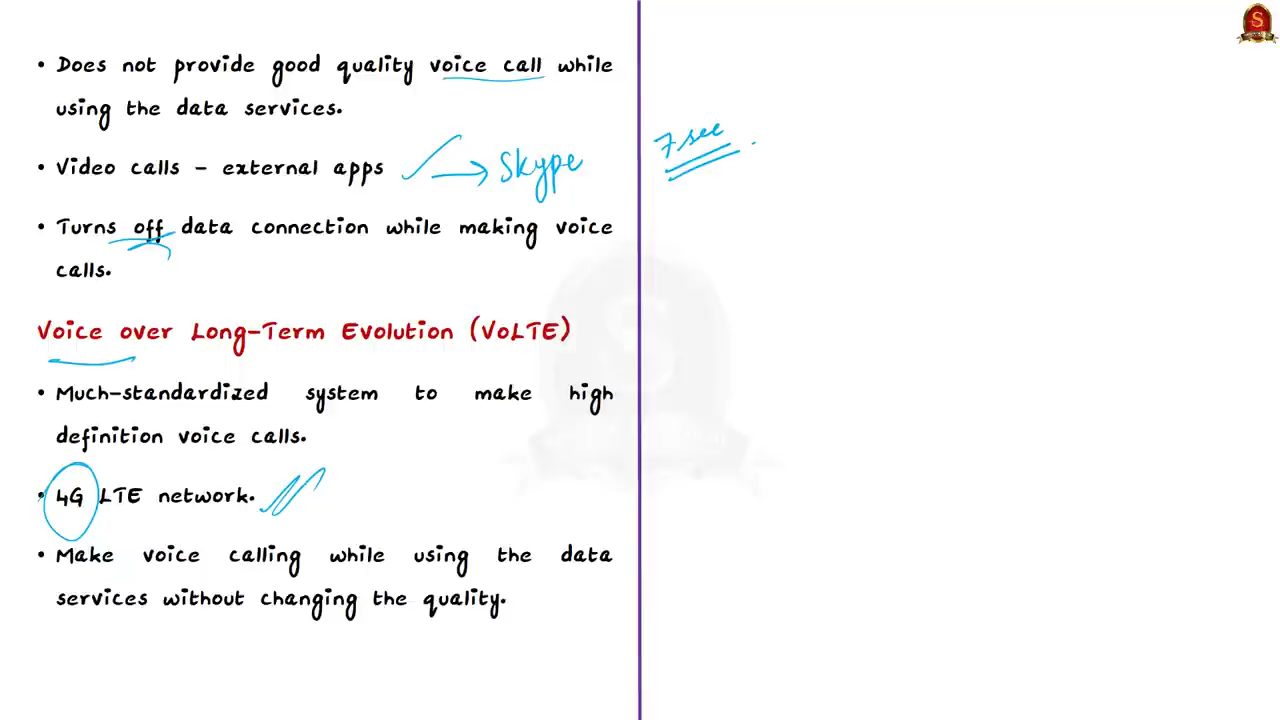 • Does not provide good quality voice call while
using the data services.
• Video calls - external apps → Skype
• Turns off data connection while making voice
calls.
Voice over Long-Term Evolution (VoLTE)
• Much-standardized system to make high
definition voice calls.
• 4G LTE network.
• Make voice calling while using the data
services without changing the quality.
7 sec
S